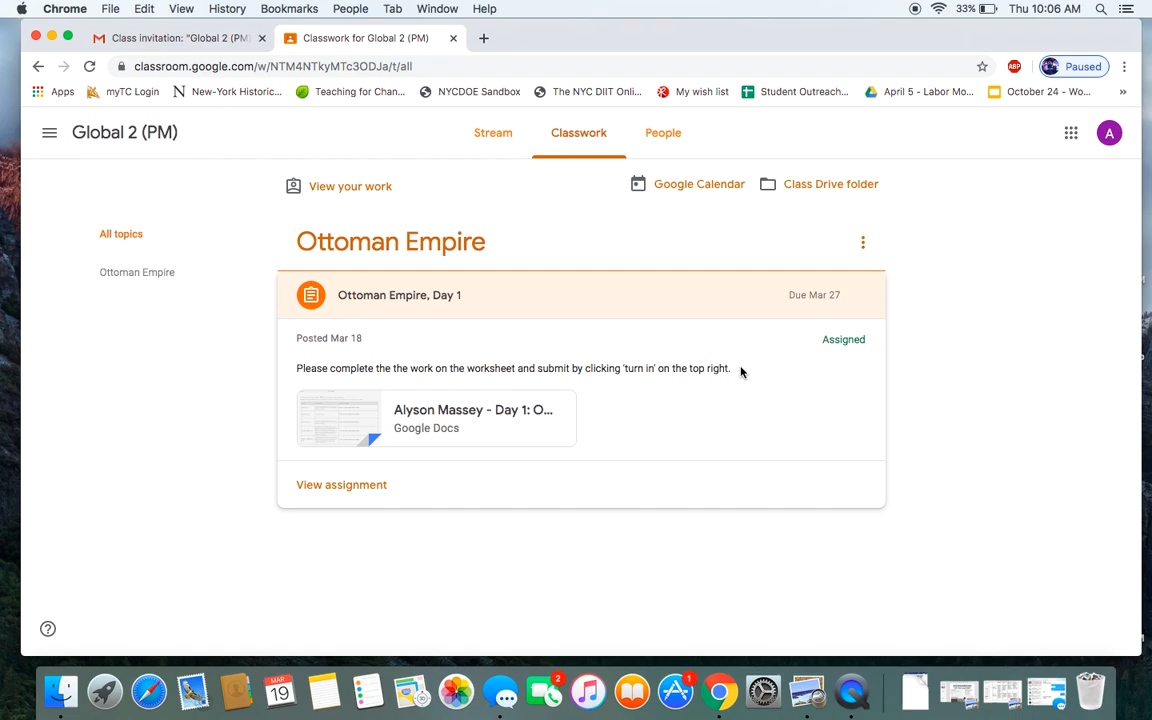 Chrome File Edit View History Bookmarks People Tab Window Help 33% Thu 10:06 AM
Class invitation: "Global 2 (PM) Classwork for Global 2 (PM)
classroom.google.com/w/NTM4NTkyMTc3ODJa/t/all ABP Paused
Apps myTC Login New-York Historic... Teaching for Chan... NYCDOE Sandbox The NYC DIIT Onli... My wish list Student Outreach... April 5 - Labor Mo... October 24 - Wo... »
Global 2 (PM) Stream Classwork People A
View your work Google Calendar Class Drive folder
All topics
Ottoman Empire
Ottoman Empire
Ottoman Empire, Day 1 Due Mar 27
Posted Mar 18 Assigned
Please complete the the work on the worksheet and submit by clicking 'turn in' on the top right.
Alyson Massey - Day 1: O...
Google Docs
View assignment
MAR
19
2
1